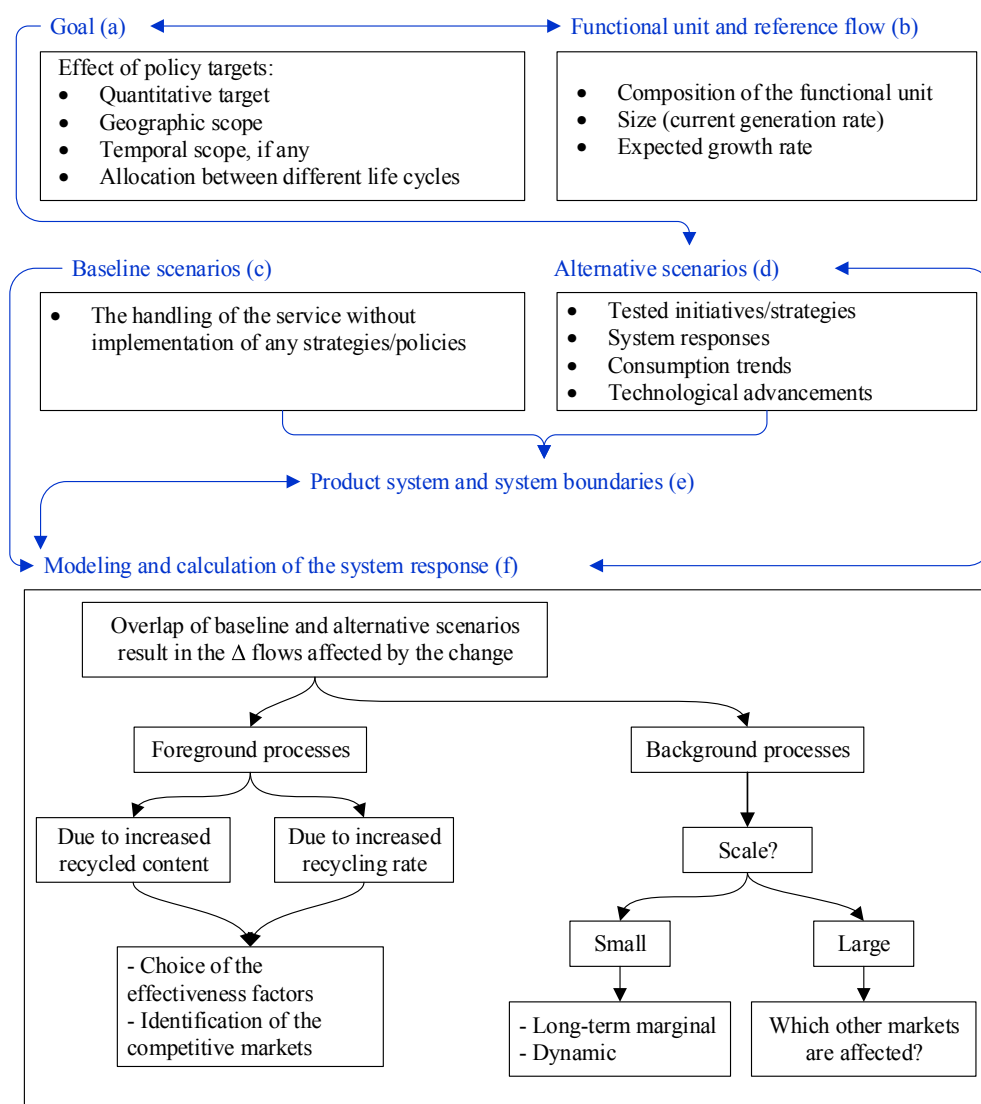 Goal (a)
Functional unit and reference flow (b)
Effect of policy targets:
• Quantitative target
• Geographic scope
• Temporal scope, if any
• Allocation between different life cycles
• Composition of the functional unit
• Size (current generation rate)
• Expected growth rate
Baseline scenarios (c)
Alternative scenarios (d)
• The handling of the service without
implementation of any strategies/policies
• Tested initiatives/strategies
• System responses
• Consumption trends
• Technological advancements
Product system and system boundaries (e)
Modeling and calculation of the system response (f)
Overlap of baseline and alternative scenarios
result in the Δ flows affected by the change
Foreground processes
Background processes
Due to increased
recycled content
Due to increased
recycling rate
Scale?
Small
Large
- Choice of the
effectiveness factors
- Identification of the
competitive markets
- Long-term marginal
- Dynamic
Which other markets
are affected?